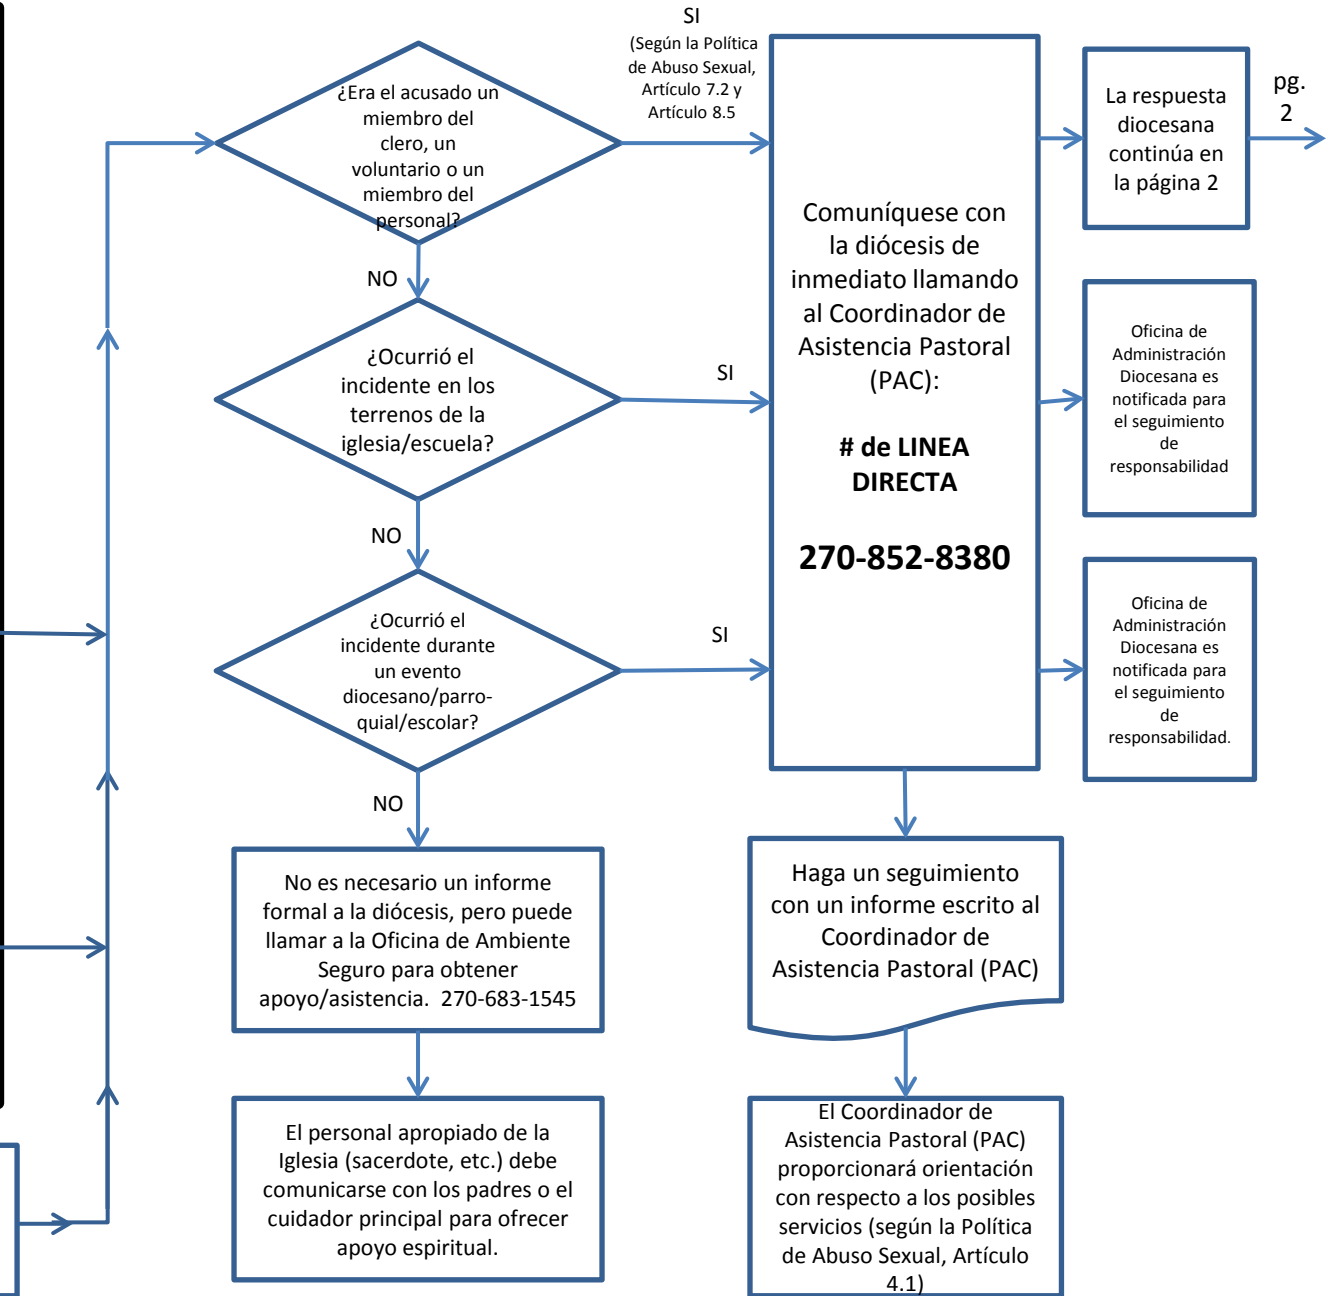 SI
(Según la Política
de Abuso Sexual,
Artículo 7.2 y
Artículo 8.5
¿Era el acusado un
miembro del
clero, un
voluntario o un
miembro del
personal?
NO
¿Ocurrió el
incidente en los
terrenos de la
iglesia/escuela?
SI
NO
¿Ocurrió el
incidente durante
un evento
diocesano/parro-
quial/escolar?
SI
NO
No es necesario un informe
formal a la diócesis, pero puede
llamar a la Oficina de Ambiente
Seguro para obtener
apoyo/asistencia. 270-683-1545
El personal apropiado de la
Iglesia (sacerdote, etc.) debe
comunicarse con los padres o el
cuidador principal para ofrecer
apoyo espiritual.
Comuníquese con
la diócesis de
inmediato llamando
al Coordinador de
Asistencia Pastoral
(PAC):
# de LINEA
DIRECTA
270-852-8380
Haga un seguimiento
con un informe escrito al
Coordinador de
Asistencia Pastoral (PAC)
El Coordinador de
Asistencia Pastoral (PAC)
proporcionará orientación
con respecto a los posibles
servicios (según la Política
de Abuso Sexual, Artículo
4.1)
La respuesta
diocesana
continúa en
la página 2
pg.
2
Oficina de
Administración
Diocesana es
notificada para
el seguimiento
de
responsabilidad
Oficina de
Administración
Diocesana es
notificada para
el seguimiento
de
responsabilidad.